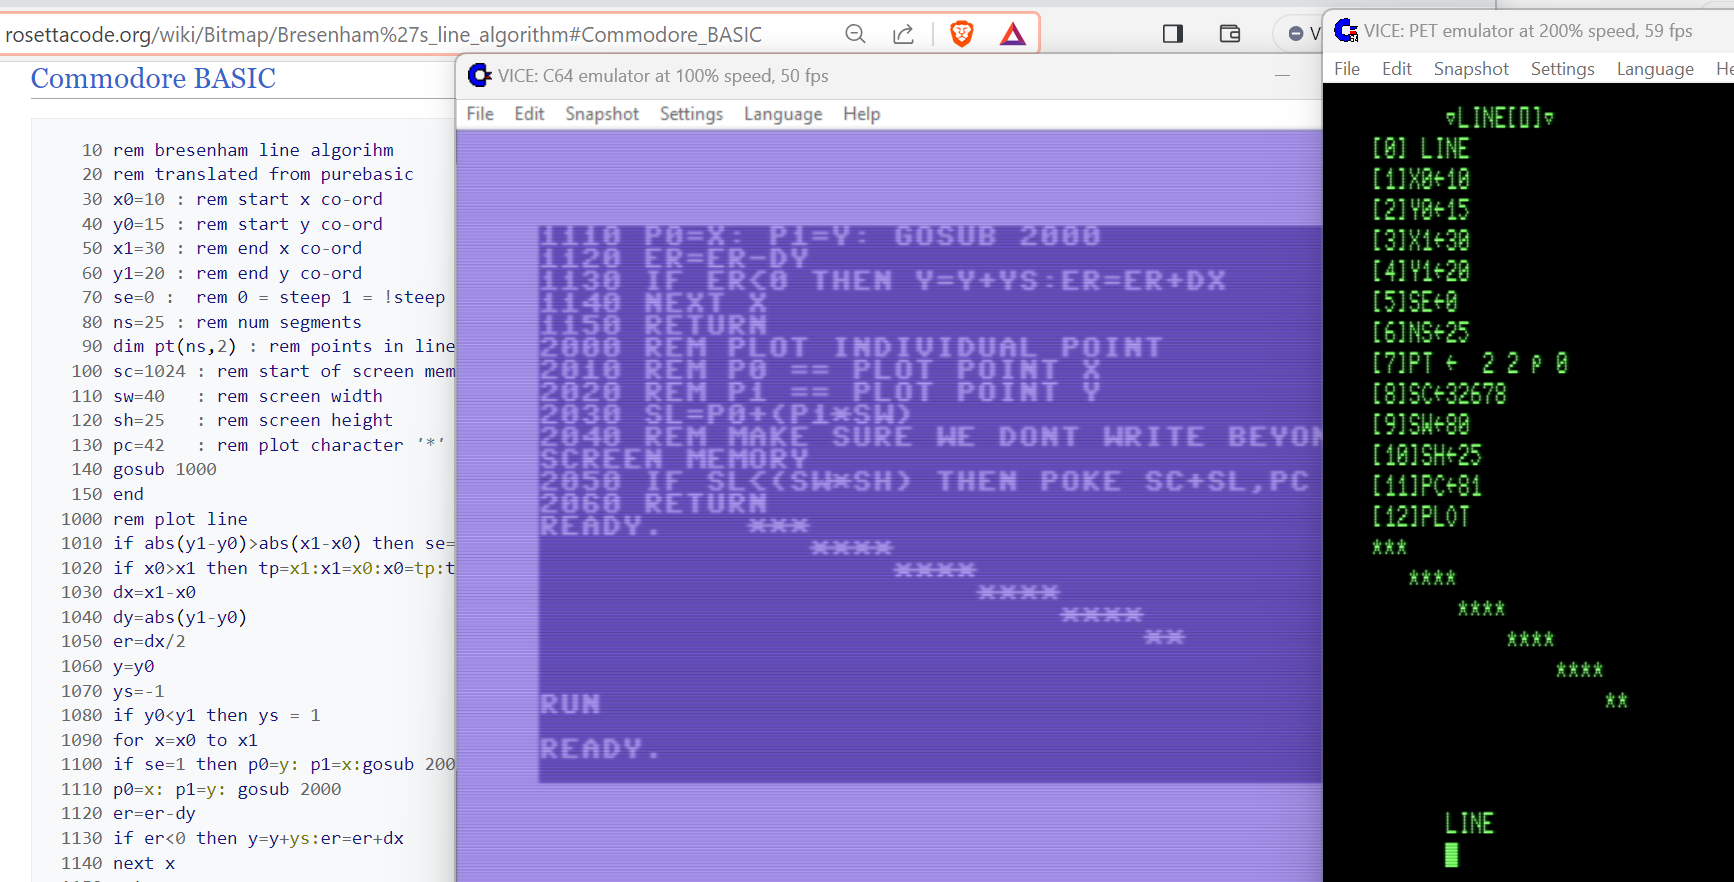 rosettacode.org/wiki/Bitmap/Bresenham%27s_line_algorithm#Commodore_BASIC
V
Commodore BASIC
10 rem bresenham line algorihm
20 rem translated from purebasic
30 x0=10 : rem start x co-ord
40 y0=15 : rem start y co-ord
50 x1=30 : rem end x co-ord
60 y1=20 : rem end y co-ord
70 se=0 :  rem 0 = steep 1 = !steep
80 ns=25 : rem num segments
90 dim pt(ns,2) : rem points in line
100 sc=1024 : rem start of screen mem
110 sw=40   : rem screen width
120 sh=25   : rem screen height
130 pc=42   : rem plot character '*'
140 gosub 1000
150 end
1000 rem plot line
1010 if abs(y1-y0)>abs(x1-x0) then se=
1020 if x0>x1 then tp=x1:x1=x0:x0=tp:t
1030 dx=x1-x0
1040 dy=abs(y1-y0)
1050 er=dx/2
1060 y=y0
1070 ys=-1
1080 if y0<y1 then ys = 1
1090 for x=x0 to x1
1100 if se=1 then p0=y: p1=x:gosub 200
1110 p0=x: p1=y: gosub 2000
1120 er=er-dy
1130 if er<0 then y=y+ys:er=er+dx
1140 next x
VICE: C64 emulator at 100% speed, 50 fps
File Edit Snapshot Settings Language Help
1110 P0=X: P1=Y: GOSUB 2000
1120 ER=ER-DY
1130 IF ER<0 THEN Y=Y+YS:ER=ER+DX
1140 NEXT X
1150 RETURN
2000 REM PLOT INDIVIDUAL POINT
2010 REM P0 == PLOT POINT X
2020 REM P1 == PLOT POINT Y
2030 SL=P0+(P1*SW)
2040 REM MAKE SURE WE DONT WRITE BEYON
SCREEN MEMORY
2050 IF SL<(SW*SH) THEN POKE SC+SL,PC
2060 RETURN
READY.    ***
****
****
****
****
**
RUN
READY.
VICE: PET emulator at 200% speed, 59 fps
File Edit Snapshot Settings Language He
∇LINE[⎕]∇
[0] LINE
[1]X0←10
[2]Y0←15
[3]X1←30
[4]Y1←20
[5]SE←0
[6]NS←25
[7]PT ←  2 2 ⍴ 0
[8]SC←32678
[9]SW←80
[10]SH←25
[11]PC←81
[12]PLOT
***
****
****
****
****
**
LINE